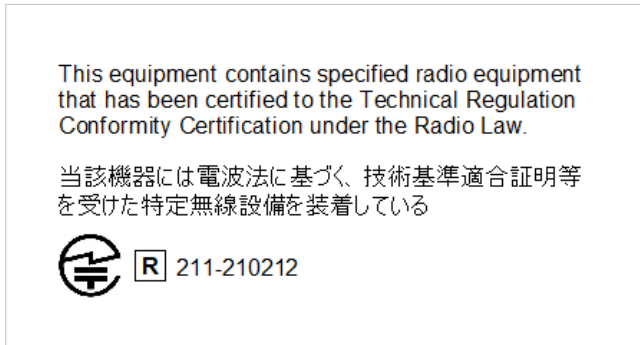 This equipment contains specified radio equipment
that has been certified to the Technical Regulation
Conformity Certification under the Radio Law.
当該機器には電波法に基づく、技術基準適合証明等
を受けた特定無線設備を装着している
R 211-210212